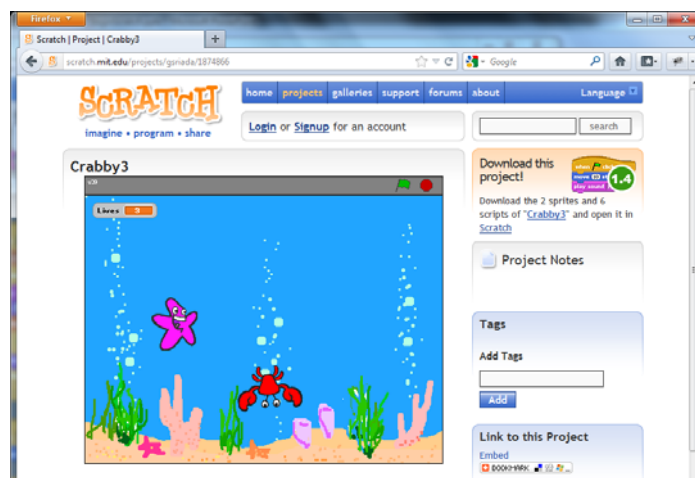 Firefox
Scratch | Project | Crabby3
scratch.mit.edu/projects/gsriada/1874866
Google
SCRATCH
imagine • program • share
home projects galleries support forums about Language
Login or Signup for an account
search
Crabby3
Lives
Download this
project!
1.4
Download the 2 sprites and 6
scripts of "Crabby3" and open it in
Scratch
Project Notes
Tags
Add Tags
Add
Link to this Project
Embed
BOOKMARK